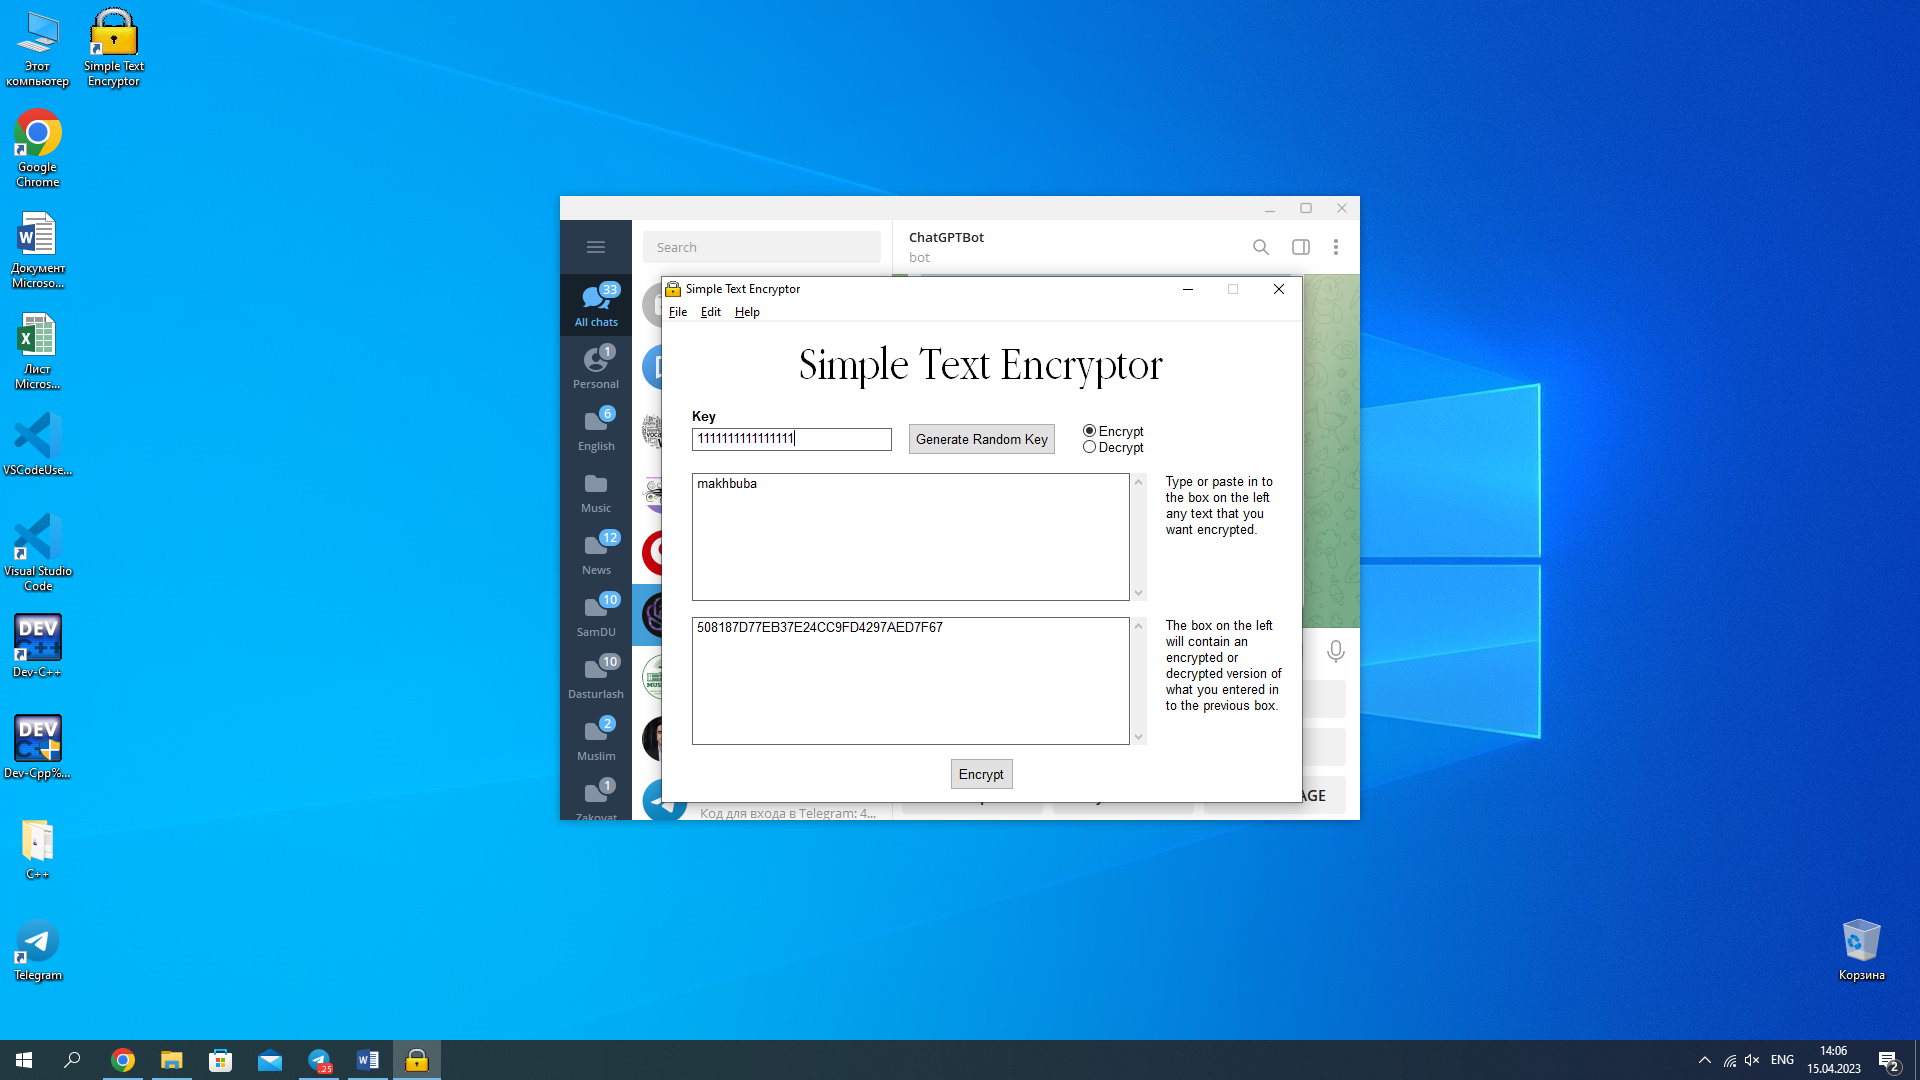 Этот
компьютер
Simple Text
Encryptor
Google
Chrome
Документ
Microso...
Лист
Micros...
VSCodeUse...
Visual Studio
Code
DEV
C++
Dev-C++
DEV
Dev-Cpp%...
C++
Telegram
Корзина
Search
ChatGPTBot
bot
33
All chats
1
Personal
6
English
Music
12
News
10
SamDU
10
Dasturlash
2
Muslim
1
Zakovat
Код для входа в Telegram: 4...
AGE
Simple Text Encryptor
File Edit Help
Simple Text Encryptor
Key
1111111111111111
Generate Random Key
Encrypt
Decrypt
makhbuba
Type or paste in to
the box on the left
any text that you
want encrypted.
508187D77EB37E24CC9FD4297AED7F67
The box on the left
will contain an
encrypted or
decrypted version of
what you entered in
to the previous box.
Encrypt
.25
ENG
14:06
15.04.2023
2